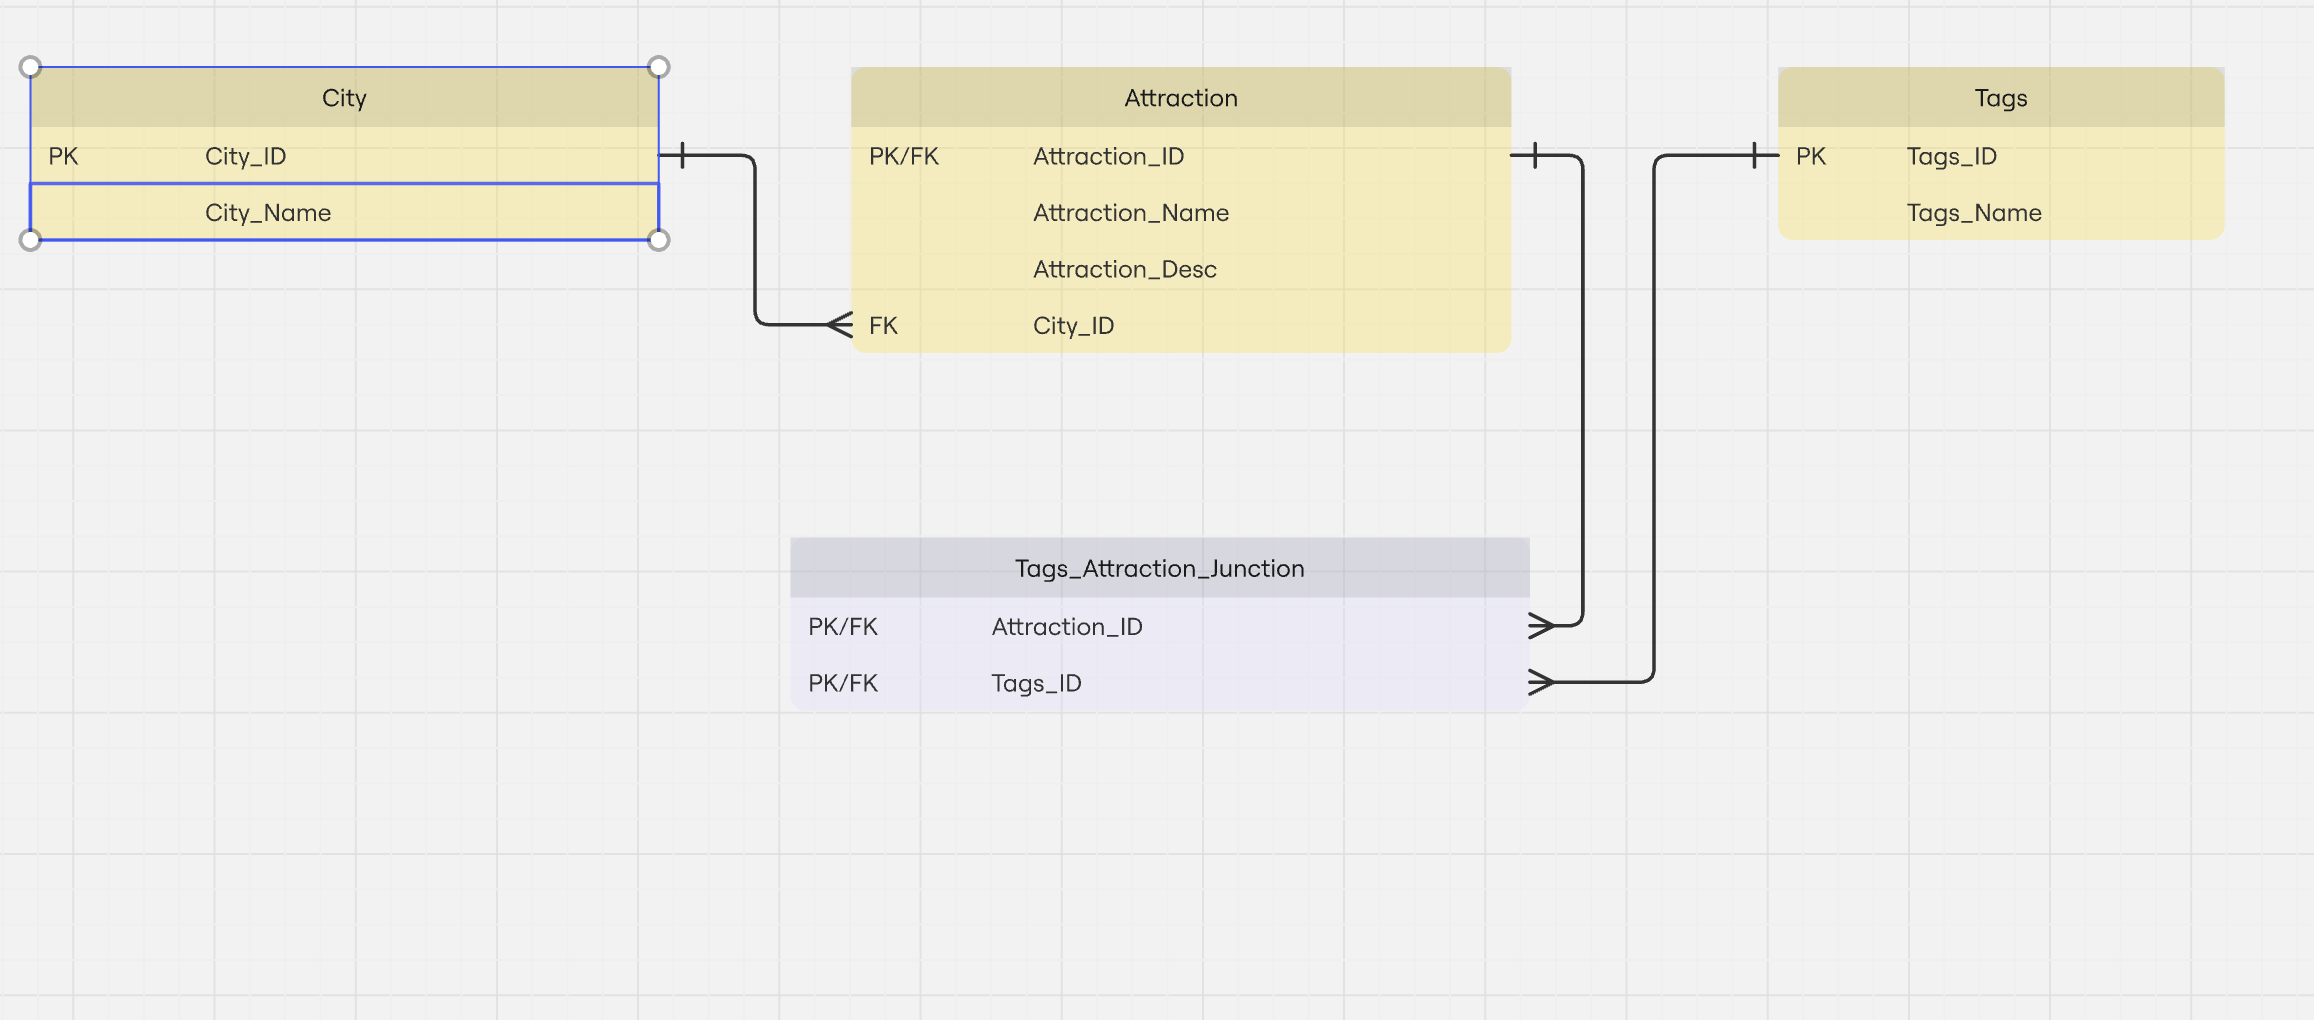 City
PK City_ID
City_Name
Attraction
PK/FK Attraction_ID
Attraction_Name
Attraction_Desc
FK City_ID
Tags
PK Tags_ID
Tags_Name
Tags_Attraction_Junction
PK/FK Attraction_ID
PK/FK Tags_ID